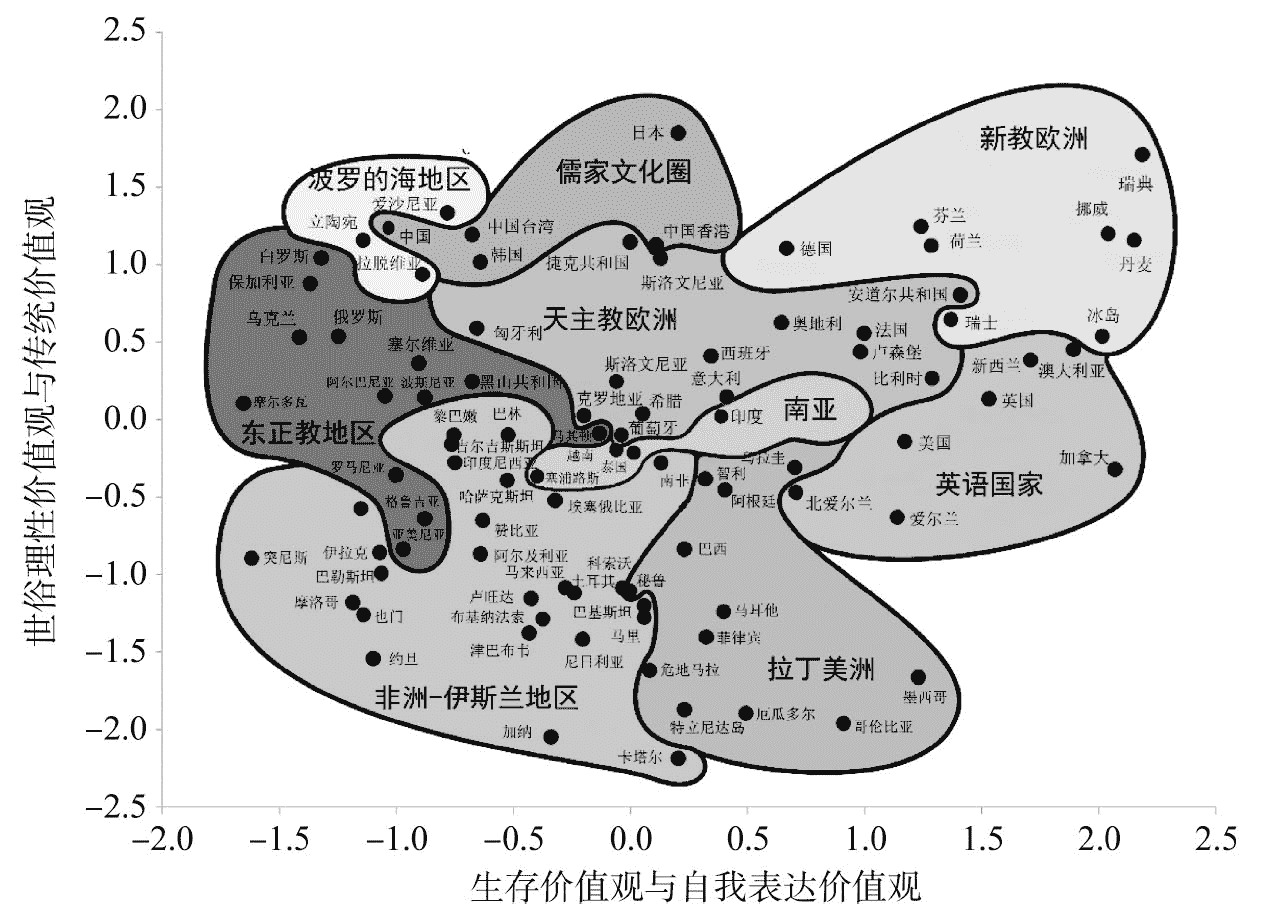 2.5
2.0
1.5
1.0
0.5
0.0
−0.5
−1.0
−1.5
−2.0
−2.5
世俗理性价值观与传统价值观
日本
新教欧洲
儒家文化圈
波罗的海地区
瑞典
爱沙尼亚
立陶宛
中国
中国台湾
中国香港
芬兰
挪威
荷兰
丹麦
德国
白罗斯
拉脱维亚
韩国
捷克共和国
斯洛文尼亚
保加利亚
安道尔共和国
乌克兰
俄罗斯
匈牙利
天主教欧洲
奥地利
法国
瑞士
冰岛
塞尔维亚
斯洛文尼亚
西班牙
卢森堡
新西兰
澳大利亚
阿尔巴尼亚
波斯尼亚
黑山共和国
意大利
比利时
摩尔多瓦
黎巴嫩
巴林
克罗地亚
希腊
印度
南亚
英国
东正教地区
吉尔吉斯斯坦
马其顿
葡萄牙
美国
罗马尼亚
印度尼西亚
越南
泰国
乌拉圭
加拿大
哈萨克斯坦
塞浦路斯
南非
智利
英语国家
格鲁吉亚
埃塞俄比亚
阿根廷
北爱尔兰
爱尔兰
亚美尼亚
赞比亚
突尼斯
伊拉克
阿尔及利亚
科索沃
巴西
巴勒斯坦
马来西亚
土耳其
秘鲁
摩洛哥
也门
卢旺达
布基纳法索
巴基斯坦
马耳他
津巴布韦
马里
菲律宾
约旦
尼日利亚
危地马拉
拉丁美洲
非洲-伊斯兰地区
墨西哥
加纳
特立尼达岛
厄瓜多尔
哥伦比亚
卡塔尔
−2.0
−1.5
−1.0
−0.5
0.0
0.5
1.0
1.5
2.0
2.5
生存价值观与自我表达价值观